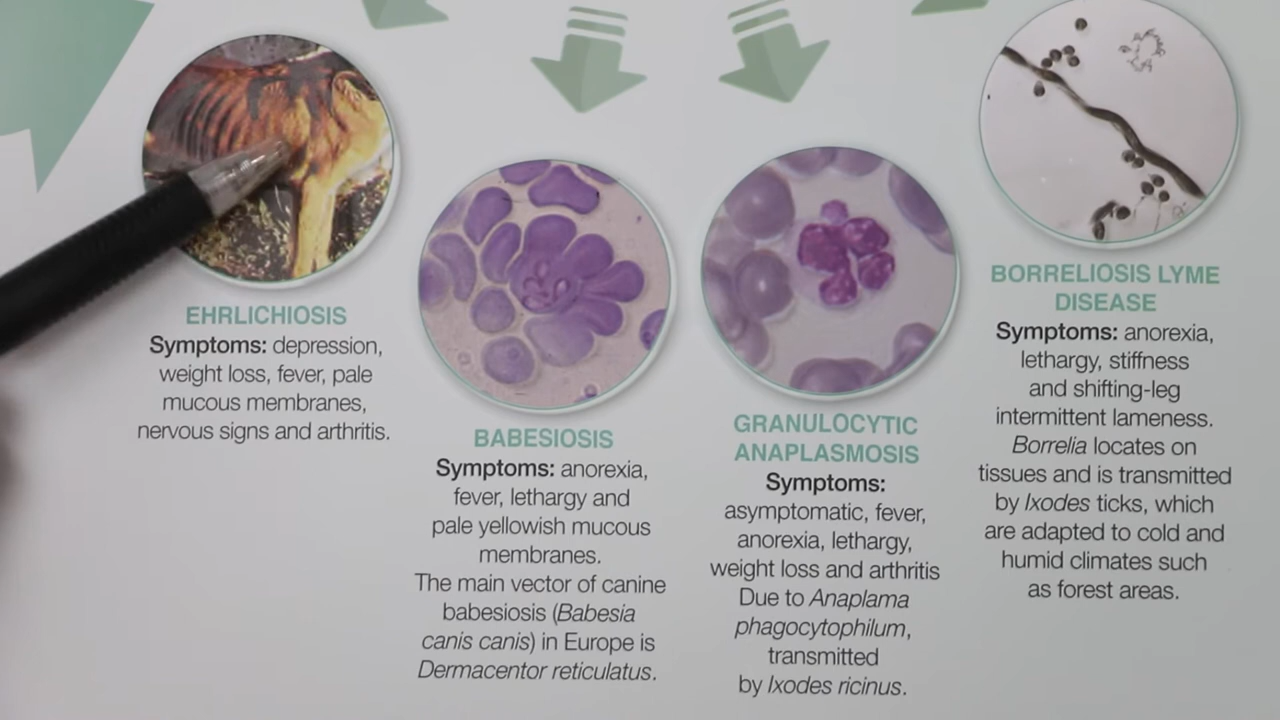 EHRLICHIOSIS
Symptoms: depression,
weight loss, fever, pale
mucous membranes,
nervous signs and arthritis.
BABESIOSIS
Symptoms: anorexia,
fever, lethargy and
pale yellowish mucous
membranes.
The main vector of canine
babesiosis (Babesia
canis canis) in Europe is
Dermacentor reticulatus.
GRANULOCYTIC
ANAPLASMOSIS
Symptoms:
asymptomatic, fever,
anorexia, lethargy,
weight loss and arthritis
Due to Anaplama
phagocytophilum,
transmitted
by Ixodes ricinus.
BORRELIOSIS LYME
DISEASE
Symptoms: anorexia,
lethargy, stiffness
and shifting-leg
intermittent lameness.
Borrelia locates on
tissues and is transmitted
by Ixodes ticks, which
are adapted to cold and
humid climates such
as forest areas.